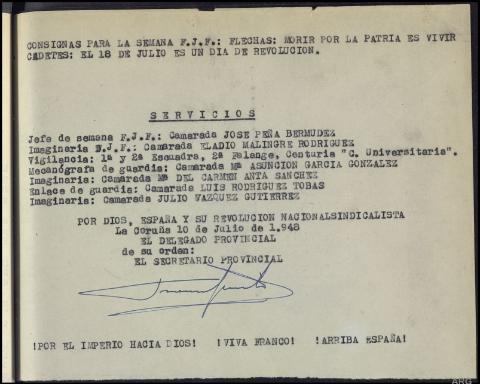 CONSIGNAS PARA LA SEMANA F.J.F.: FLECHAS: MORIR POR LA PATRIA ES VIVIR
CADETES: EL 18 DE JULIO ES UN DIA DE REVOLUCION.
S E R V I C I O S
Jefe de semana F.J.F.: Camarada JOSE PEÑA BERMUDEZ
Imaginaria F.J.F.: Camarada ELADIO MALINGRE RODRIGUEZ
Vigilancia: 1ª y 2ª Escuadra, 2ª Falange, Centuria "C. Universitaria".
Mecanógrafa de guardia: Camarada Mª ASUNCION GARCIA GONZALEZ
Imaginaria: Camarada Mª DEL CARMEN ANTA SANCHEZ
Enlace de guardia: Camarada LUIS RODRIGUEZ TOBAS
Imaginaria: Camarada JULIO VAZQUEZ GUTIERREZ
POR DIOS, ESPAÑA Y SU REVOLUCION NACIONALSINDICALISTA
La Coruña 10 de Julio de 1.948
EL DELEGADO PROVINCIAL
de su orden:
EL SECRETARIO PROVINCIAL
!POR EL IMPERIO HACIA DIOS! !VIVA FRANCO! !ARRIBA ESPAÑA!
ARG